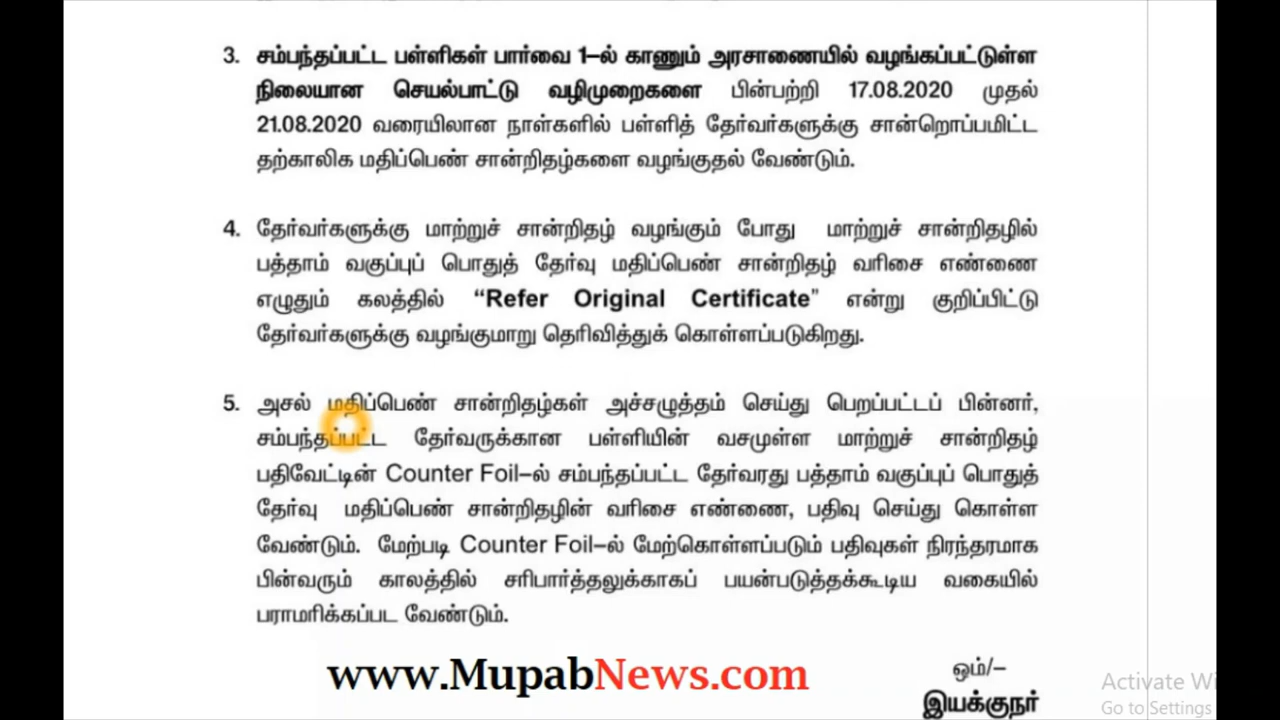 3. சம்பந்தப்பட்ட பள்ளிகள் பார்வை 1–ல் காணும் அரசாணையில் வழங்கப்பட்டுள்ள
நிலையான செயல்பாட்டு வழிமுறைகளை பின்பற்றி 17.08.2020 முதல்
21.08.2020 வரையிலான நாள்களில் பள்ளித் தேர்வர்களுக்கு சான்றொப்பமிட்ட
தற்காலிக மதிப்பெண் சான்றிதழ்களை வழங்குதல் வேண்டும்.
4. தேர்வர்களுக்கு மாற்றுச் சான்றிதழ் வழங்கும் போது மாற்றுச் சான்றிதழில்
பத்தாம் வகுப்புப் பொதுத் தேர்வு மதிப்பெண் சான்றிதழ் வரிசை எண்ணை
எழுதும் கலத்தில் “Refer Original Certificate” என்று குறிப்பிட்டு
தேர்வர்களுக்கு வழங்குமாறு தெரிவித்துக் கொள்ளப்படுகிறது.
5. அசல் மதிப்பெண் சான்றிதழ்கள் அச்சழுத்தம் செய்து பெறப்பட்டப் பின்னர்,
சம்பந்தப்பட்ட தேர்வருக்கான பள்ளியின் வசமுள்ள மாற்றுச் சான்றிதழ்
பதிவேட்டின் Counter Foil–ல் சம்பந்தப்பட்ட தேர்வரது பத்தாம் வகுப்புப் பொதுத்
தேர்வு மதிப்பெண் சான்றிதழின் வரிசை எண்ணை, பதிவு செய்து கொள்ள
வேண்டும். மேற்படி Counter Foil–ல் மேற்கொள்ளப்படும் பதிவுகள் நிரந்தரமாக
பின்வரும் காலத்தில் சரிபார்த்தலுக்காகப் பயன்படுத்தக்கூடிய வகையில்
பராமரிக்கப்பட வேண்டும்.
www.MupabNews.com
ஒம்/–
இயக்குநர்
Activate Wi
Go to Settings